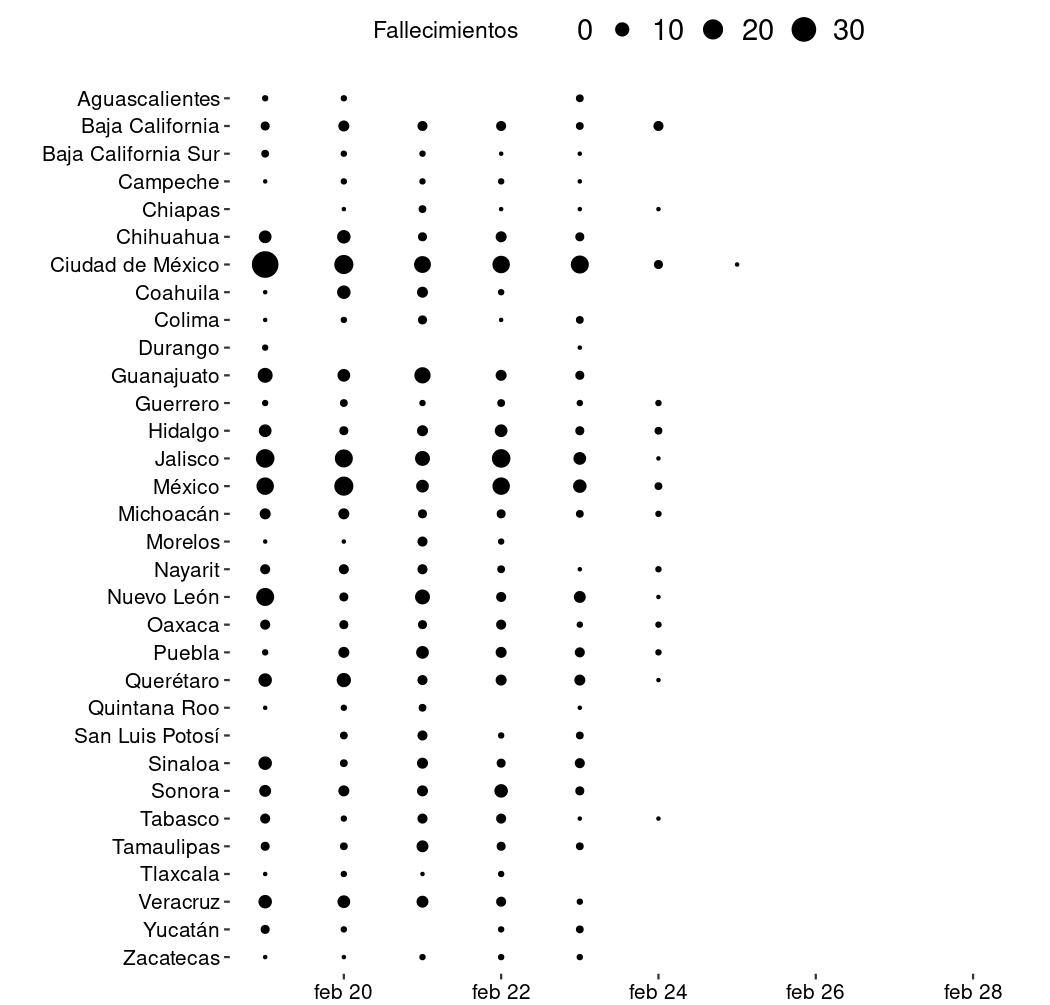 Fallecimientos 0 10 20 30
Aguascalientes
Baja California
Baja California Sur
Campeche
Chiapas
Chihuahua
Ciudad de México
Coahuila
Colima
Durango
Guanajuato
Guerrero
Hidalgo
Jalisco
México
Michoacán
Morelos
Nayarit
Nuevo León
Oaxaca
Puebla
Querétaro
Quintana Roo
San Luis Potosí
Sinaloa
Sonora
Tabasco
Tamaulipas
Tlaxcala
Veracruz
Yucatán
Zacatecas
feb 20 feb 22 feb 24 feb 26 feb 28